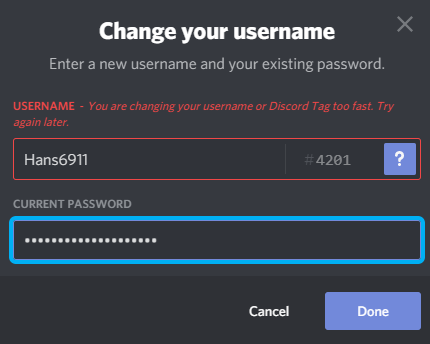 Change your username
Enter a new username and your existing password.
USERNAME - You are changing your username or Discord Tag too fast. Try
again later.
Hans6911 #4201 ?
CURRENT PASSWORD
••••••••••••••••••••
Cancel Done